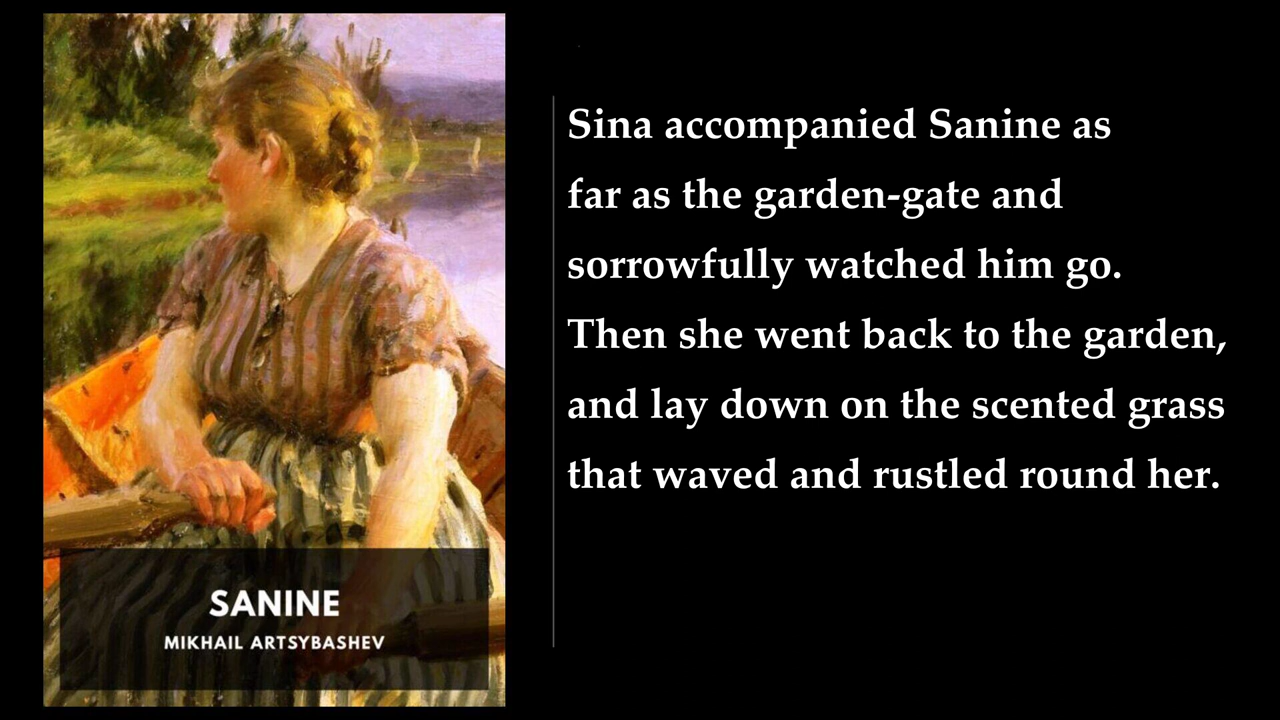 SANINE
MIKHAIL ARTSYBASHEV
Sina accompanied Sanine as
far as the garden-gate and
sorrowfully watched him go.
Then she went back to the garden,
and lay down on the scented grass
that waved and rustled round her.